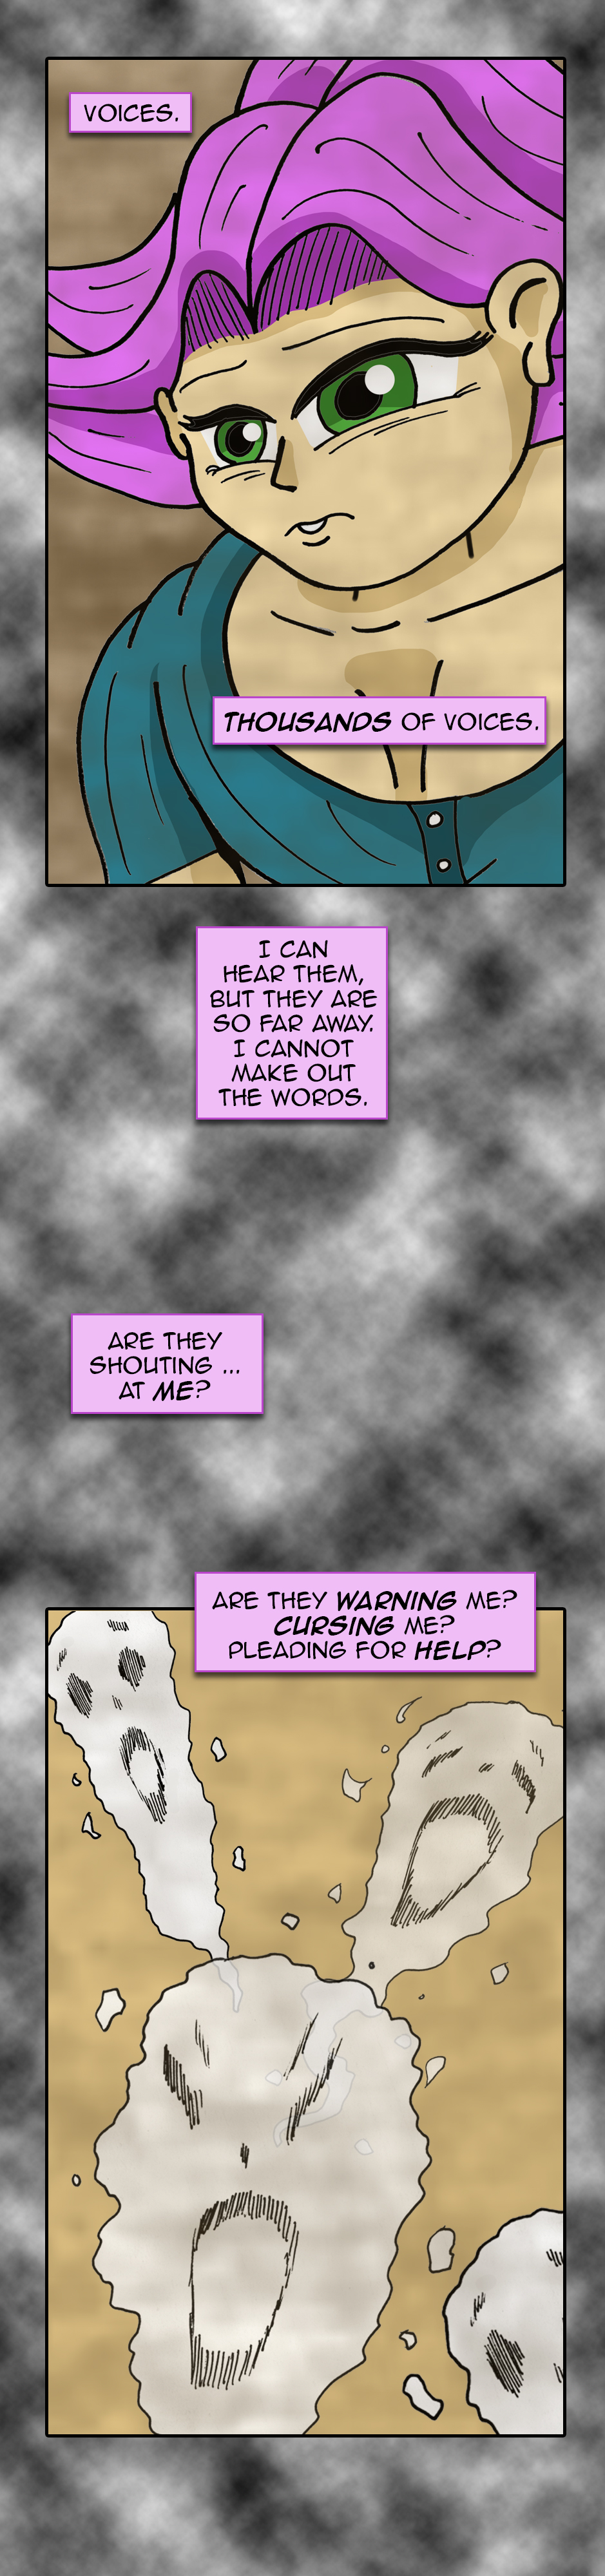 VOICES.
THOUSANDS OF VOICES.
I CAN
HEAR THEM,
BUT THEY ARE
SO FAR AWAY.
I CANNOT
MAKE OUT
THE WORDS.
ARE THEY
SHOUTING ...
AT ME?
ARE THEY WARNING ME?
CURSING ME?
PLEADING FOR HELP?